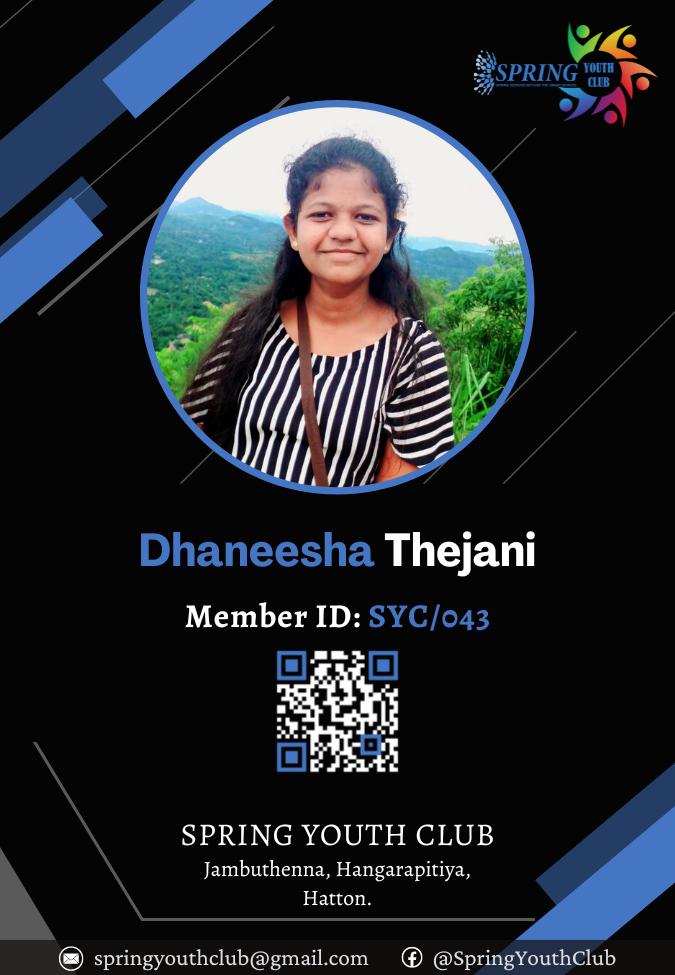 SPRING YOUTH
CLUB
Dhaneesha Thejani
Member ID: SYC/043
SPRING YOUTH CLUB
Jambuthenna, Hangarapitiya,
Hatton.
springyouthclub@gmail.com @SpringYouthClub